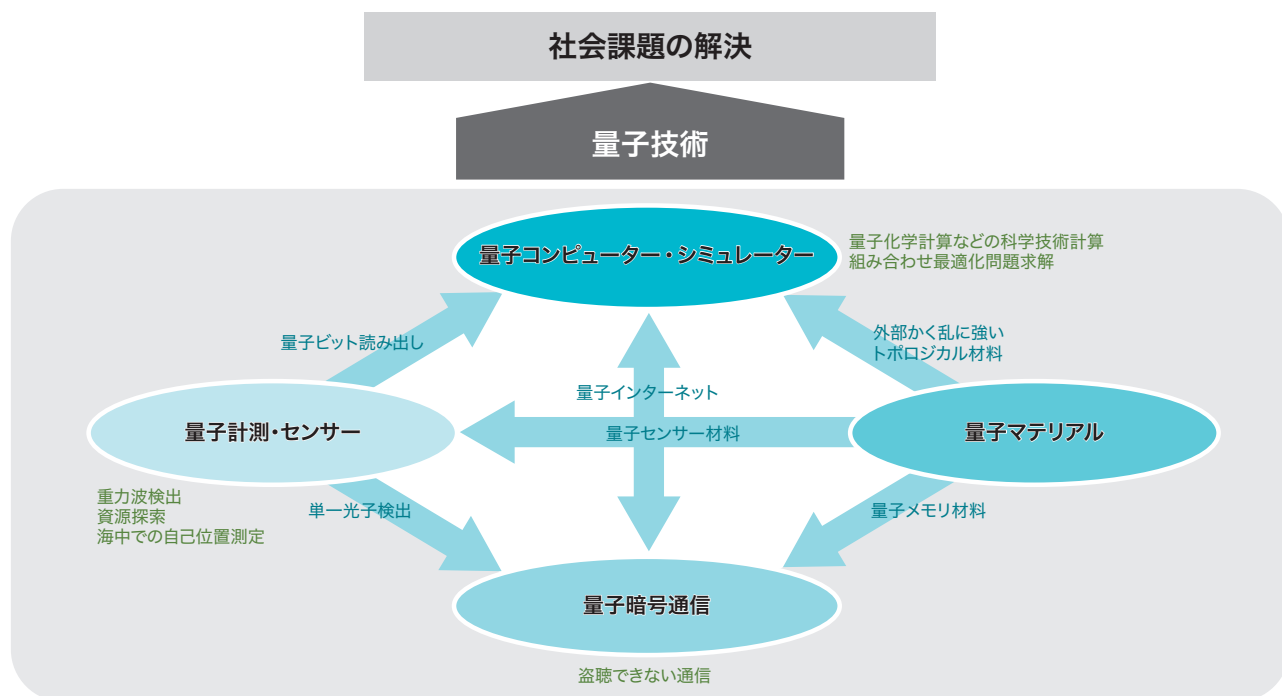 社会課題の解決
量子技術
量子コンピューター・シミュレーター
量子化学計算などの科学技術計算
組み合わせ最適化問題求解
量子ビット読み出し
外部かく乱に強い
トポロジカル材料
量子インターネット
量子計測・センサー
量子センサー材料
量子マテリアル
重力波検出
資源探索
海中での自己位置測定
単一光子検出
量子メモリ材料
量子暗号通信
盗聴できない通信